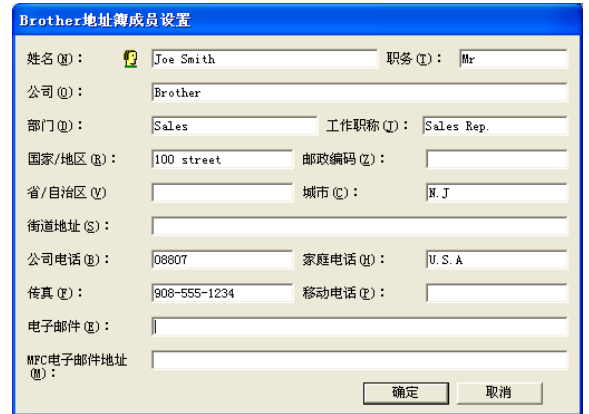 Brother地址簿成员设置
姓名(N): Joe Smith 职务(T): Mr
公司(O): Brother
部门(D): Sales 工作职称(J): Sales Rep.
国家/地区(R): 100 street 邮政编码(Z):
省/自治区(V) 城市(C): N.J
街道地址(S):
公司电话(B): 08807 家庭电话(H): U.S.A
传真(F): 908-555-1234 移动电话(P):
电子邮件(E):
MFC电子邮件地址
(M):
确定 取消